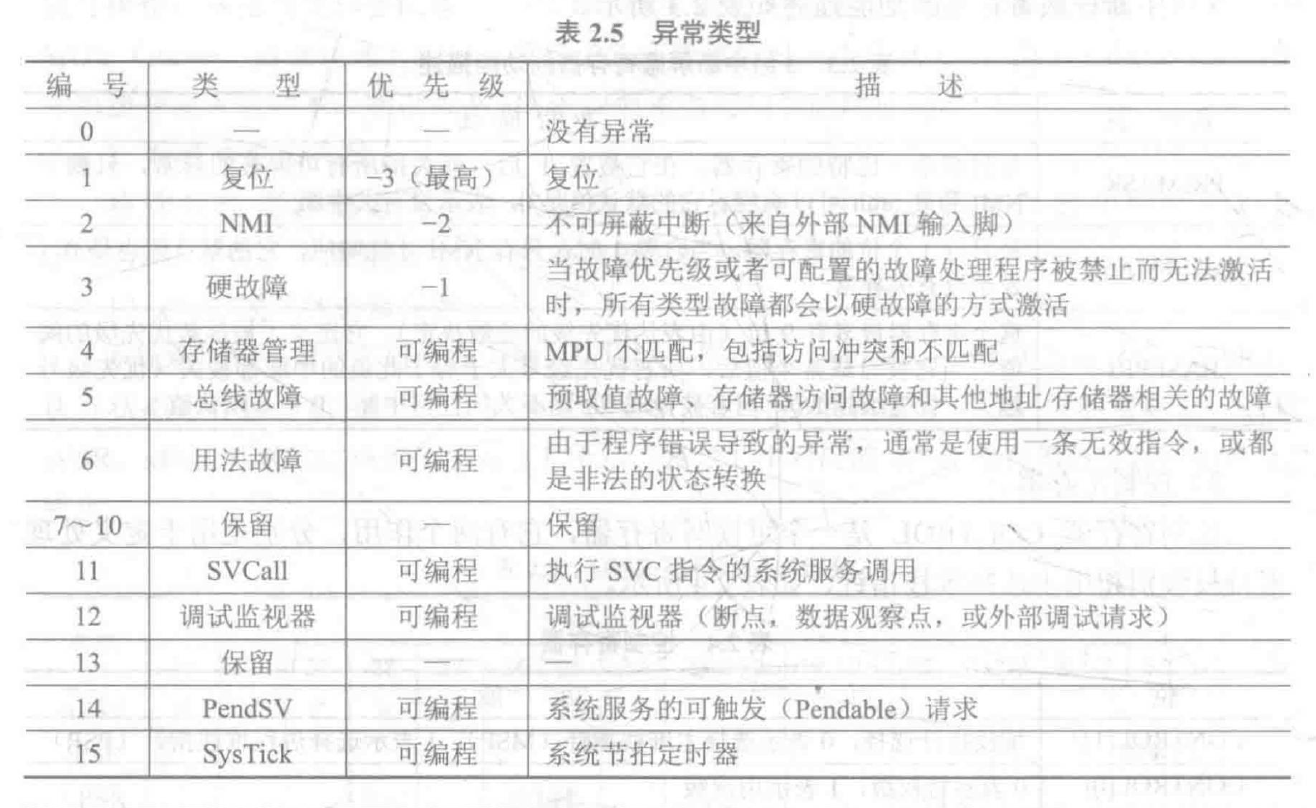 表 2.5 异常类型
编 号 类 型 优 先 级 描 述
0 — — 没有异常
1 复位 −3（最高） 复位
2 NMI −2 不可屏蔽中断（来自外部 NMI 输入脚）
3 硬故障 −1 当故障优先级或者可配置的故障处理程序被禁止而无法激活
时，所有类型故障都会以硬故障的方式激活
4 存储器管理 可编程 MPU 不匹配，包括访问冲突和不匹配
5 总线故障 可编程 预取值故障、存储器访问故障和其他地址/存储器相关的故障
6 用法故障 可编程 由于程序错误导致的异常，通常是使用一条无效指令，或都
是非法的状态转换
7～10 保留 保留
11 SVCall 可编程 执行 SVC 指令的系统服务调用
12 调试监视器 可编程 调试监视器（断点，数据观察点，或外部调试请求）
13 保留 — —
14 PendSV 可编程 系统服务的可触发（Pendable）请求
15 SysTick 可编程 系统节拍定时器